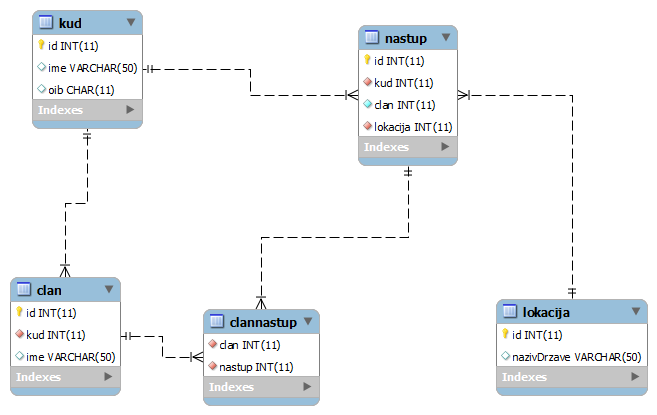 kud
id INT(11)
ime VARCHAR(50)
oib CHAR(11)
Indexes
nastup
id INT(11)
kud INT(11)
clan INT(11)
lokacija INT(11)
Indexes
clan
id INT(11)
kud INT(11)
ime VARCHAR(50)
Indexes
clannastup
clan INT(11)
nastup INT(11)
Indexes
lokacija
id INT(11)
nazivDrzave VARCHAR(50)
Indexes